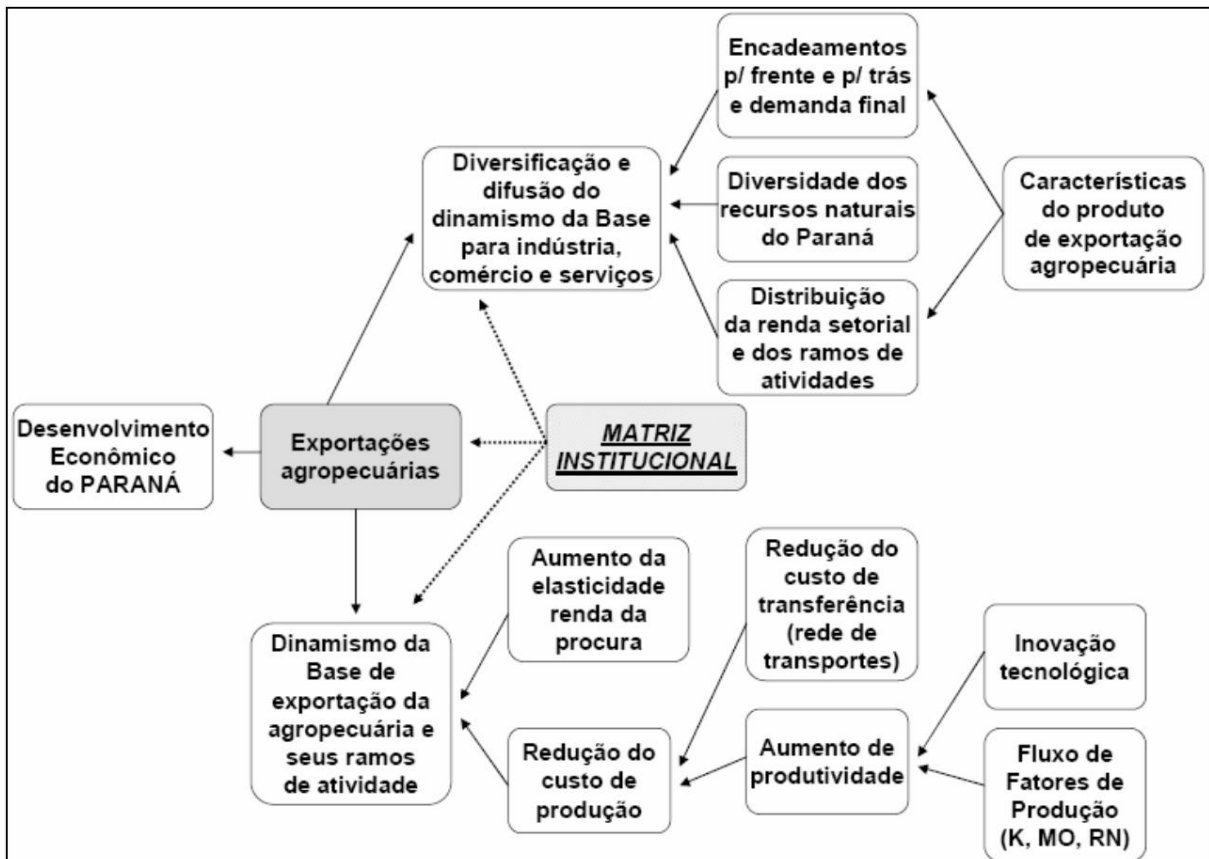 Encadeamentos
p/ frente e p/ trás
e demanda final
Diversificação e
difusão do
dinamismo da Base
para indústria,
comércio e serviços
Diversidade dos
recursos naturais
do Paraná
Características
do produto
de exportação
agropecuária
Distribuição
da renda setorial
e dos ramos de
atividades
Desenvolvimento
Econômico
do PARANÁ
Exportações
agropecuárias
MATRIZ
INSTITUCIONAL
Aumento da
elasticidade
renda da
procura
Redução do
custo de
transferência
(rede de
transportes)
Inovação
tecnológica
Dinamismo da
Base de
exportação da
agropecuária e
seus ramos
de atividade
Redução do
custo de
produção
Aumento de
produtividade
Fluxo de
Fatores de
Produção
(K, MO, RN)